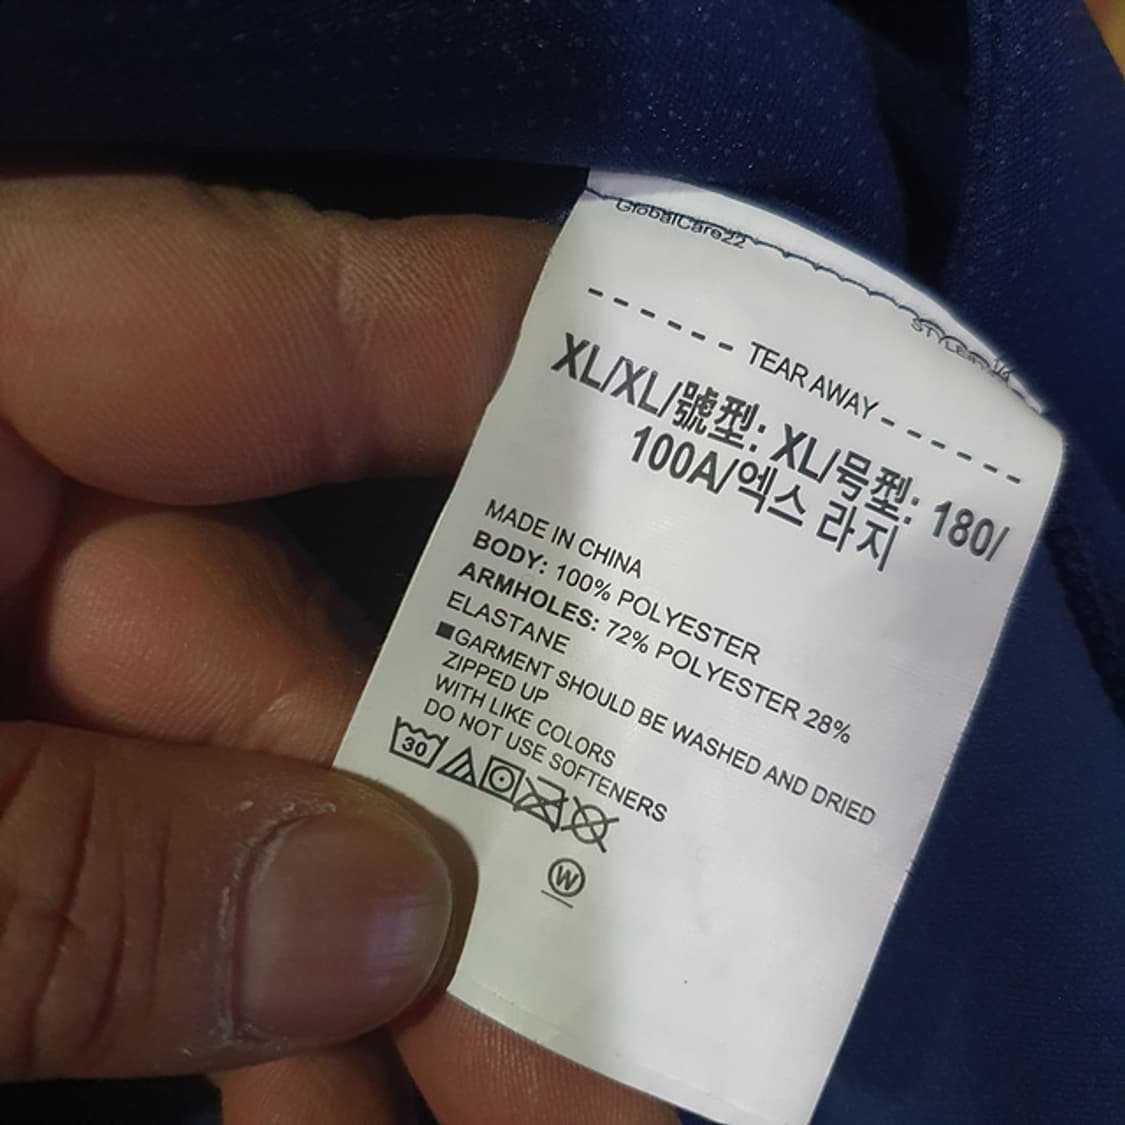 GlobalCare22
TEAR AWAY
XL/XL/號型: XL/号型: 180/
100A/엑스 라지
MADE IN CHINA
BODY: 100% POLYESTER
ARMHOLES: 72% POLYESTER 28%
ELASTANE
■GARMENT SHOULD BE WASHED AND DRIED
ZIPPED UP
WITH LIKE COLORS
DO NOT USE SOFTENERS
30
W